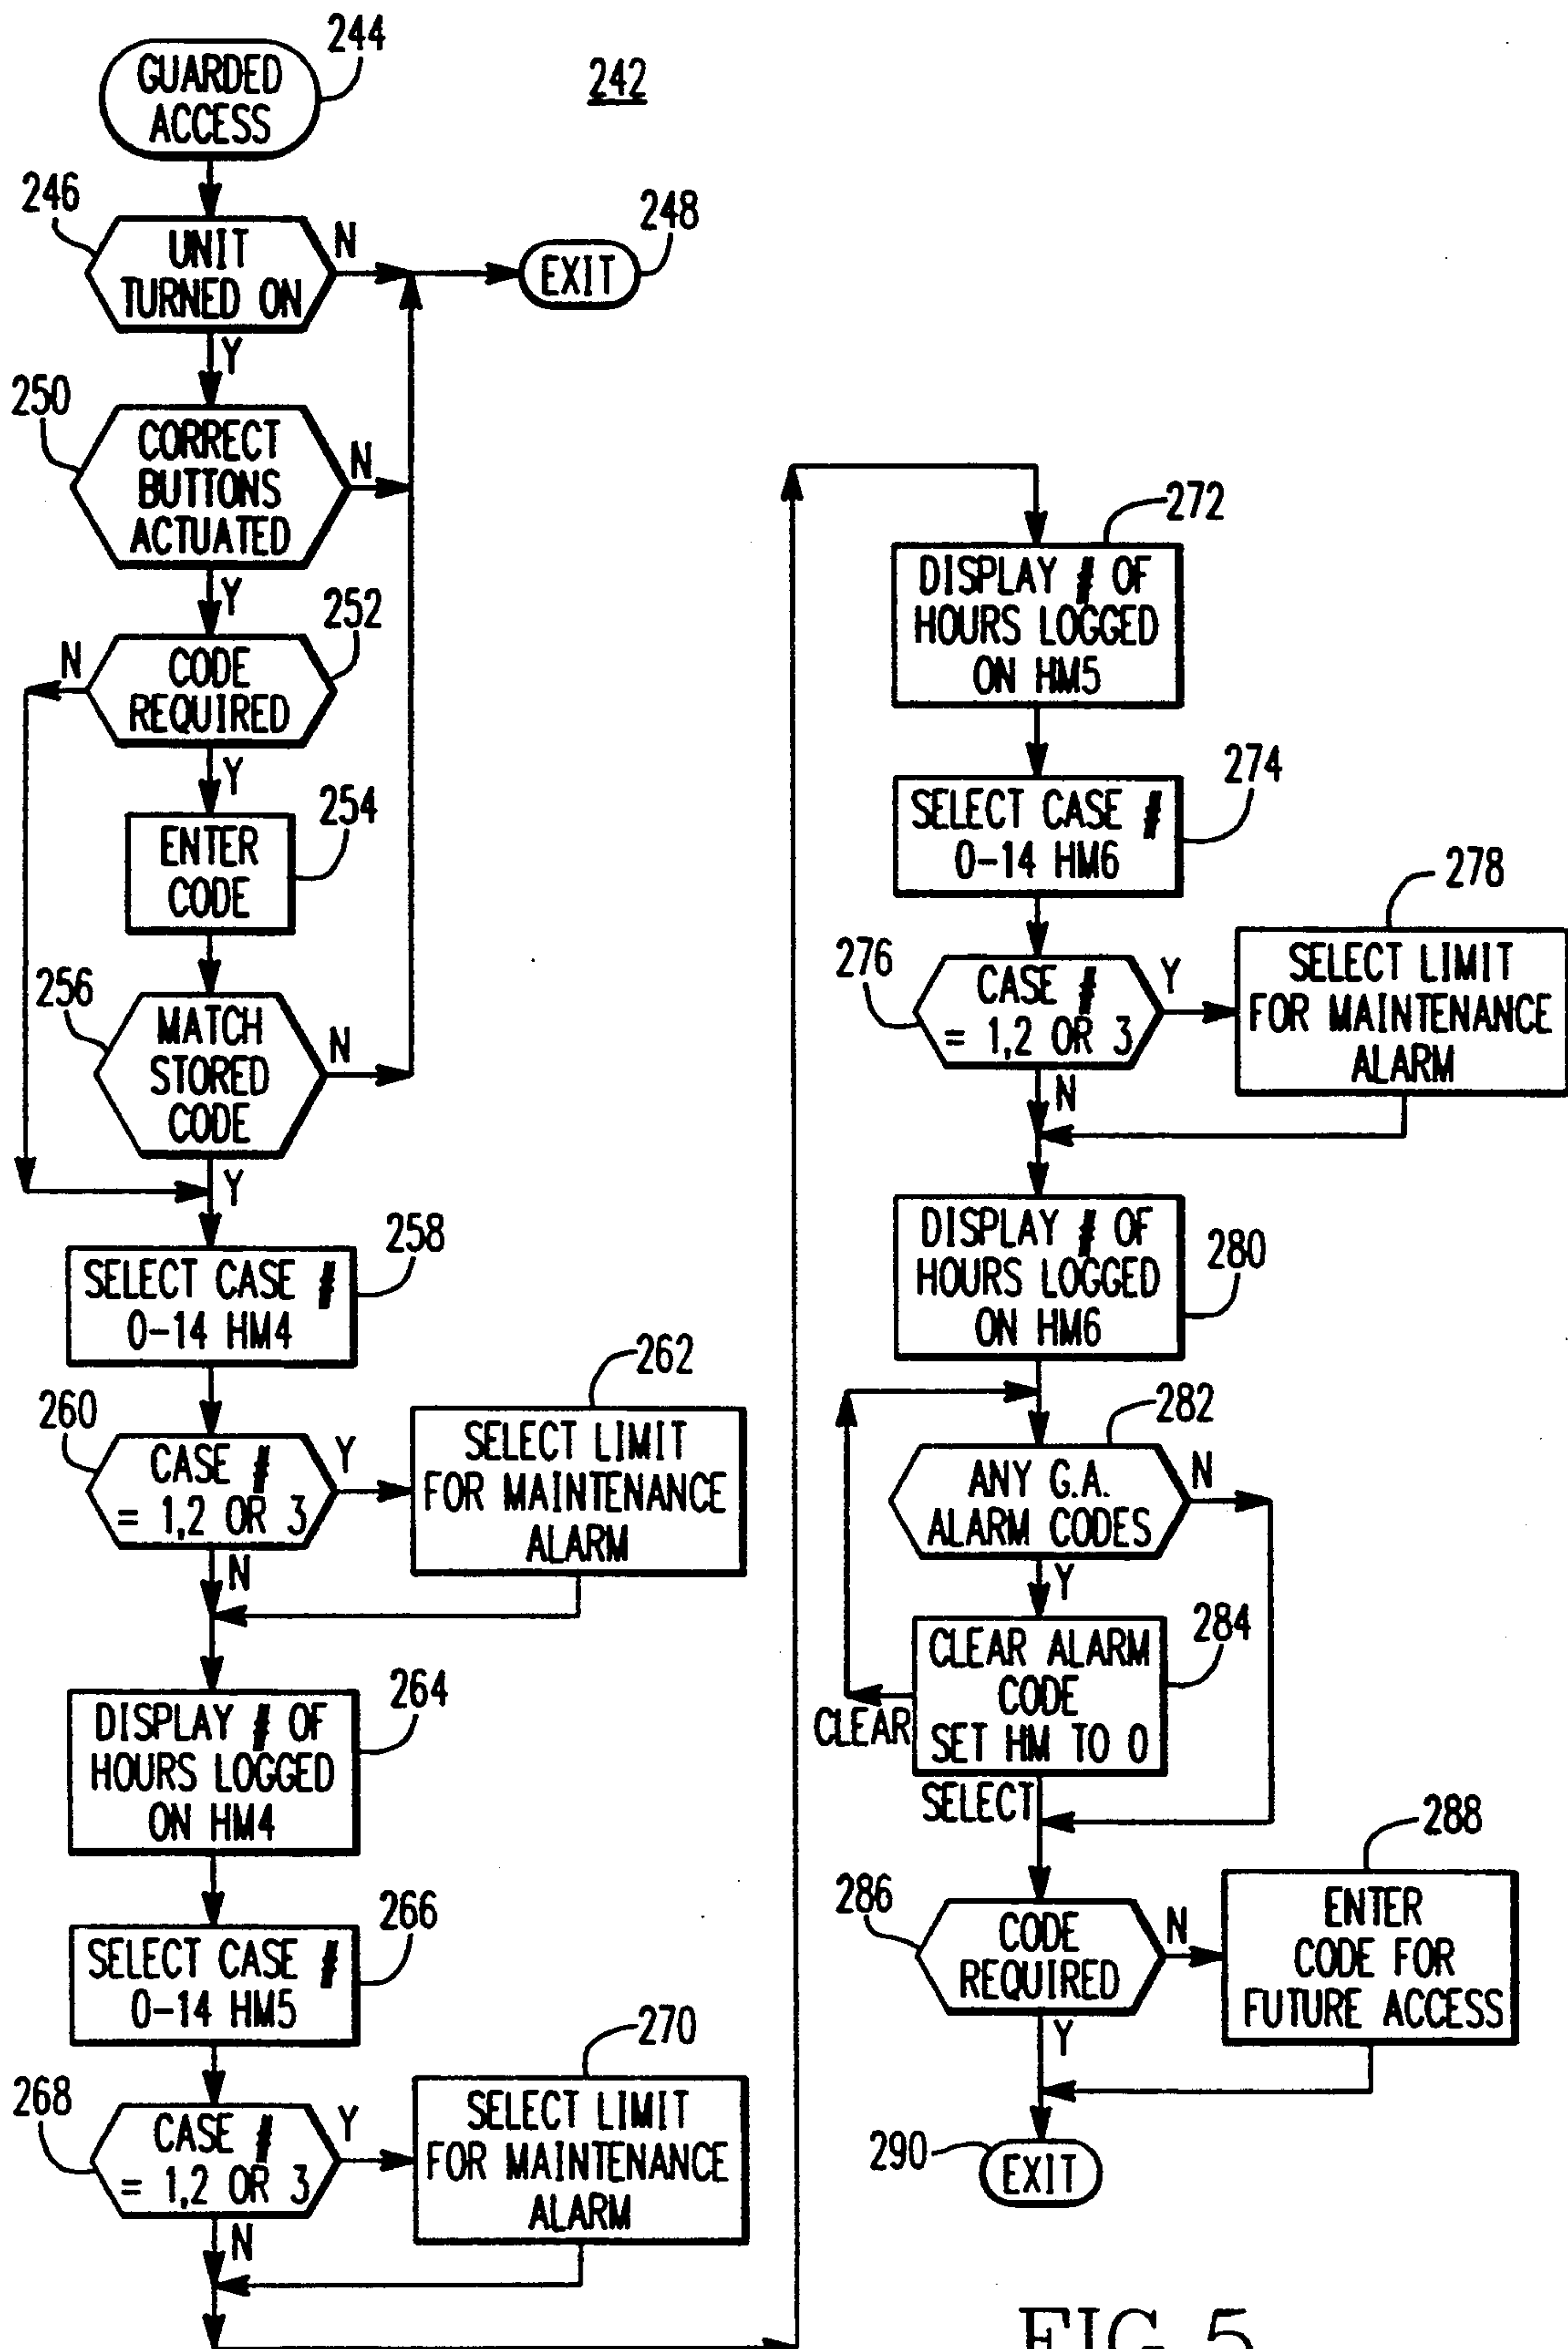 244
GUARDED
ACCESS
242
246
UNIT
TURNED ON
N
248
EXIT
Y
250
CORRECT
BUTTONS
ACTUATED
N
Y
252
N
CODE
REQUIRED
Y
254
ENTER
CODE
256
MATCH
STORED
CODE
N
Y
258
SELECT CASE #
0-14 HM4
260
CASE #
= 1,2 OR 3
Y
262
SELECT LIMIT
FOR MAINTENANCE
ALARM
N
264
DISPLAY # OF
HOURS LOGGED
ON HM4
266
SELECT CASE #
0-14 HM5
268
CASE #
= 1,2 OR 3
Y
270
SELECT LIMIT
FOR MAINTENANCE
ALARM
N
272
DISPLAY # OF
HOURS LOGGED
ON HM5
274
SELECT CASE #
0-14 HM6
276
CASE #
= 1,2 OR 3
Y
278
SELECT LIMIT
FOR MAINTENANCE
ALARM
N
280
DISPLAY # OF
HOURS LOGGED
ON HM6
282
ANY G.A.
ALARM CODES
N
Y
284
CLEAR ALARM
CODE
SET HM TO 0
CLEAR
SELECT
286
CODE
REQUIRED
N
288
ENTER
CODE FOR
FUTURE ACCESS
Y
290
EXIT
FIG. 5